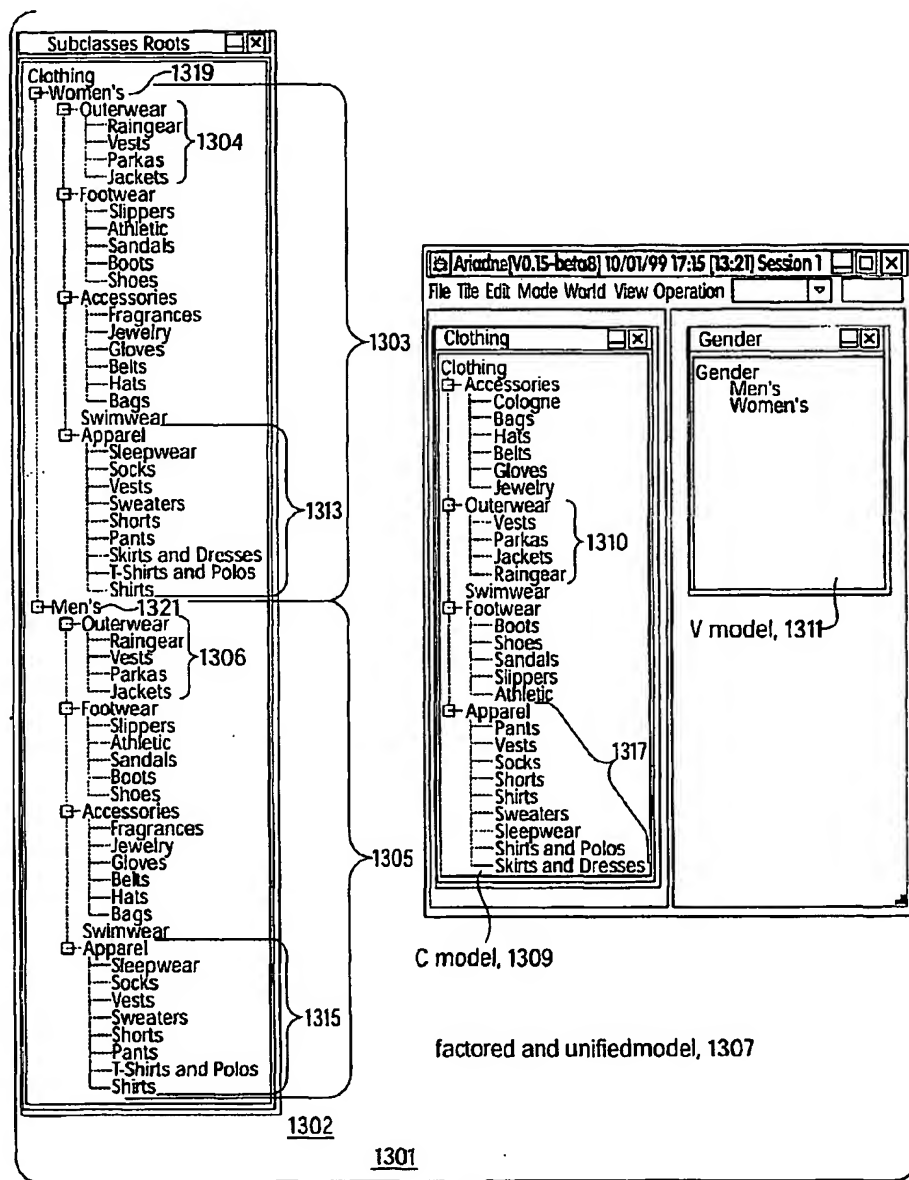 Subclasses Roots
Clothing
Women's 1319
Outerwear
Raingear
Vests
Parkas
Jackets
1304
Footwear
Slippers
Athletic
Sandals
Boots
Shoes
Accessories
Fragrances
Jewelry
Gloves
Belts
Hats
Bags
Swimwear
1303
Apparel
Sleepwear
Socks
Vests
Sweaters
Shorts
Pants
Skirts and Dresses
T-Shirts and Polos
Shirts
1313
Men's 1321
Outerwear
Raingear
Vests
Parkas
Jackets
1306
Footwear
Slippers
Athletic
Sandals
Boots
Shoes
Accessories
Fragrances
Jewelry
Gloves
Belts
Hats
Bags
Swimwear
1305
Apparel
Sleepwear
Socks
Vests
Sweaters
Shorts
Pants
T-Shirts and Polos
Shirts
1315
1302
Ariadne[V0.15-beta8] 10/01/99 17:15 [13:21] Session 1
File Tile Edit Mode World View Operation
Clothing
Clothing
Accessories
Cologne
Bags
Hats
Belts
Gloves
Jewelry
Outerwear
Vests
Parkas
Jackets
Raingear
1310
Swimwear
Footwear
Boots
Shoes
Sandals
Slippers
Athletic
Apparel
Pants
Vests
Socks
Shorts
Shirts
Sweaters
Sleepwear
Shirts and Polos
Skirts and Dresses
1317
C model, 1309
Gender
Gender
Men's
Women's
V model, 1311
factored and unifiedmodel, 1307
1301